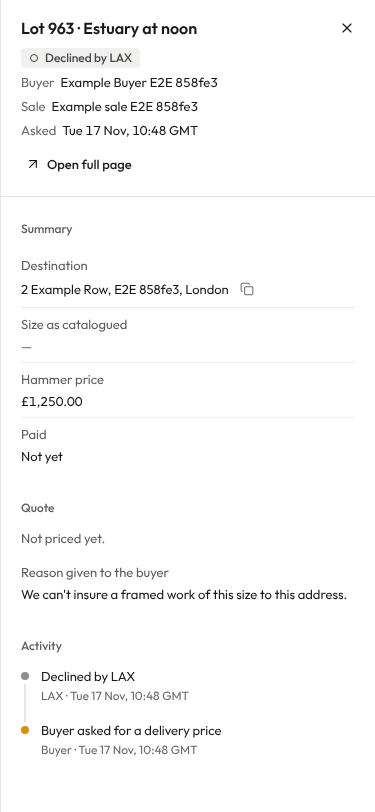 Lot 963 · Estuary at noon
Declined by LAX
Buyer Example Buyer E2E 858fe3
Sale Example sale E2E 858fe3
Asked Tue 17 Nov, 10:48 GMT
Open full page
Summary
Destination
2 Example Row, E2E 858fe3, London
Size as catalogued
—
Hammer price
£1,250.00
Paid
Not yet
Quote
Not priced yet.
Reason given to the buyer
We can't insure a framed work of this size to this address.
Activity
Declined by LAX
LAX · Tue 17 Nov, 10:48 GMT
Buyer asked for a delivery price
Buyer · Tue 17 Nov, 10:48 GMT